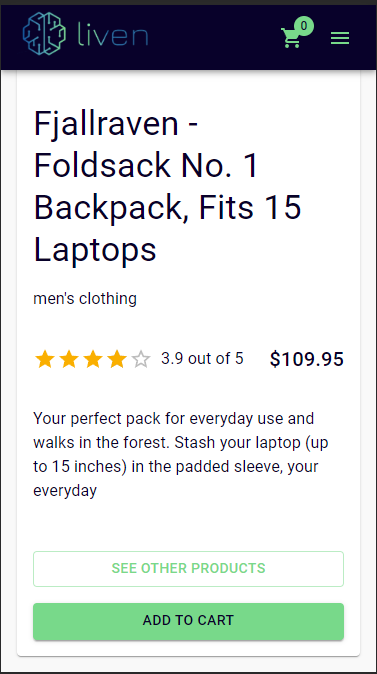 liven
0
Fjallraven -
Foldsack No. 1
Backpack, Fits 15
Laptops
men's clothing
3.9 out of 5 $109.95
Your perfect pack for everyday use and
walks in the forest. Stash your laptop (up
to 15 inches) in the padded sleeve, your
everyday
SEE OTHER PRODUCTS
ADD TO CART